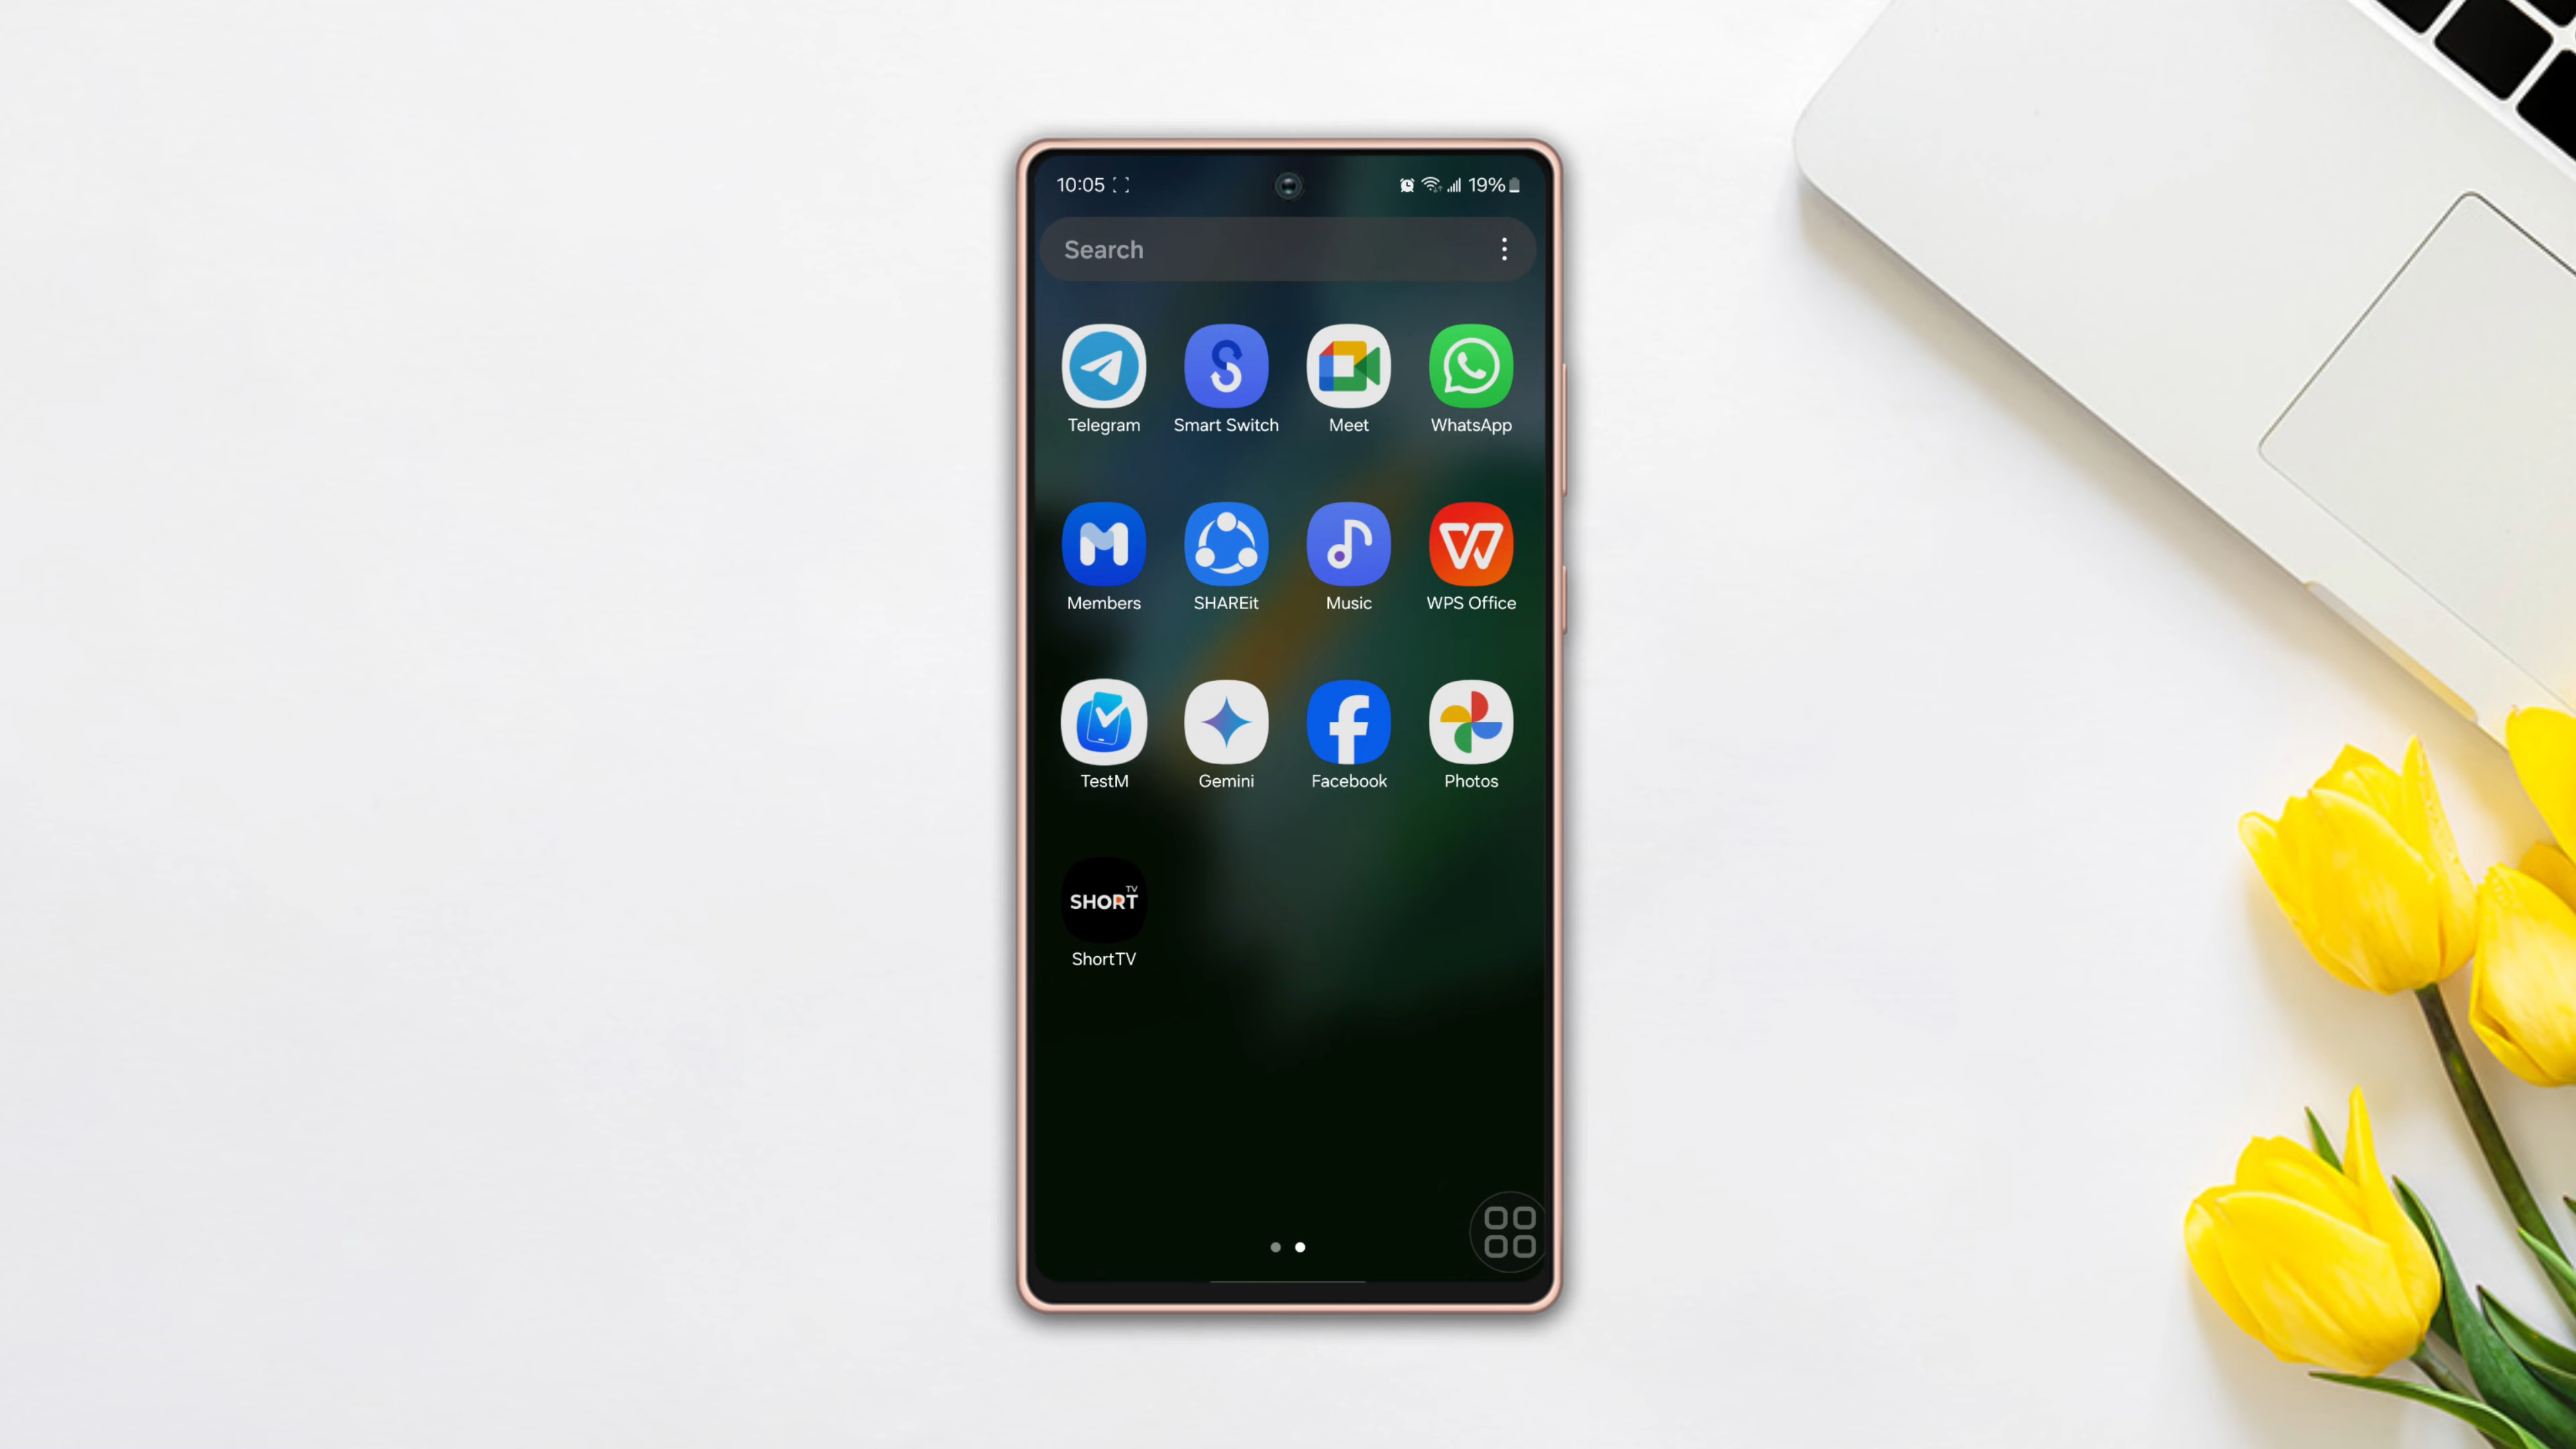 10:05 19%
Search
Telegram Smart Switch Meet WhatsApp
Members SHAREit Music WPS Office
TestM Gemini Facebook Photos
SHORT TV
ShortTV